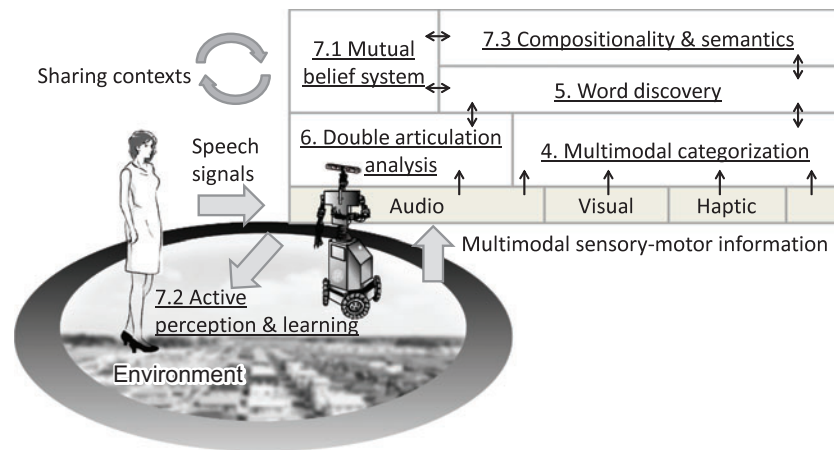 7.1 Mutual
belief system
7.3 Compositionality & semantics
Sharing contexts
5. Word discovery
6. Double articulation
analysis
4. Multimodal categorization
Speech
signals
Audio
Visual
Haptic
Multimodal sensory-motor information
7.2 Active
perception & learning
Environment